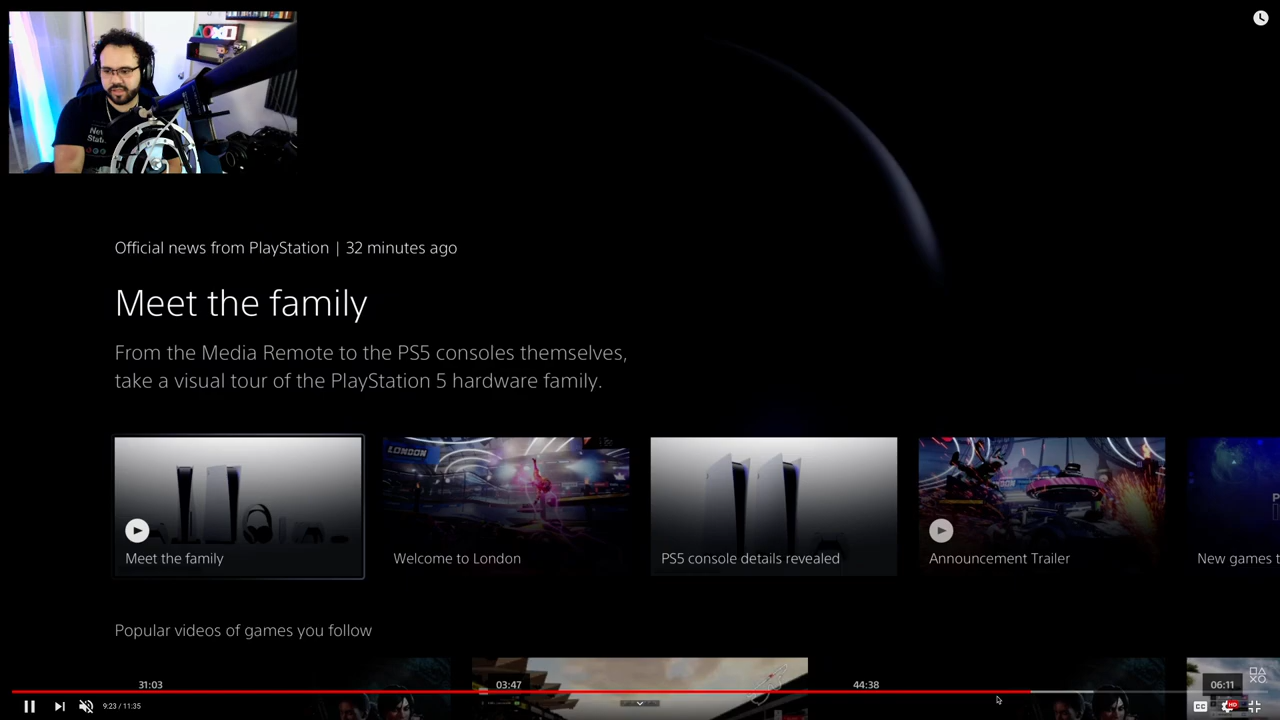 Official news from PlayStation | 32 minutes ago
Meet the family
From the Media Remote to the PS5 consoles themselves,
take a visual tour of the PlayStation 5 hardware family.
LONDON
Meet the family
Welcome to London
PS5 console details revealed
Announcement Trailer
New games t
Popular videos of games you follow
31:03
03:47
44:38
06:11
9:23 / 11:35
CC
HD